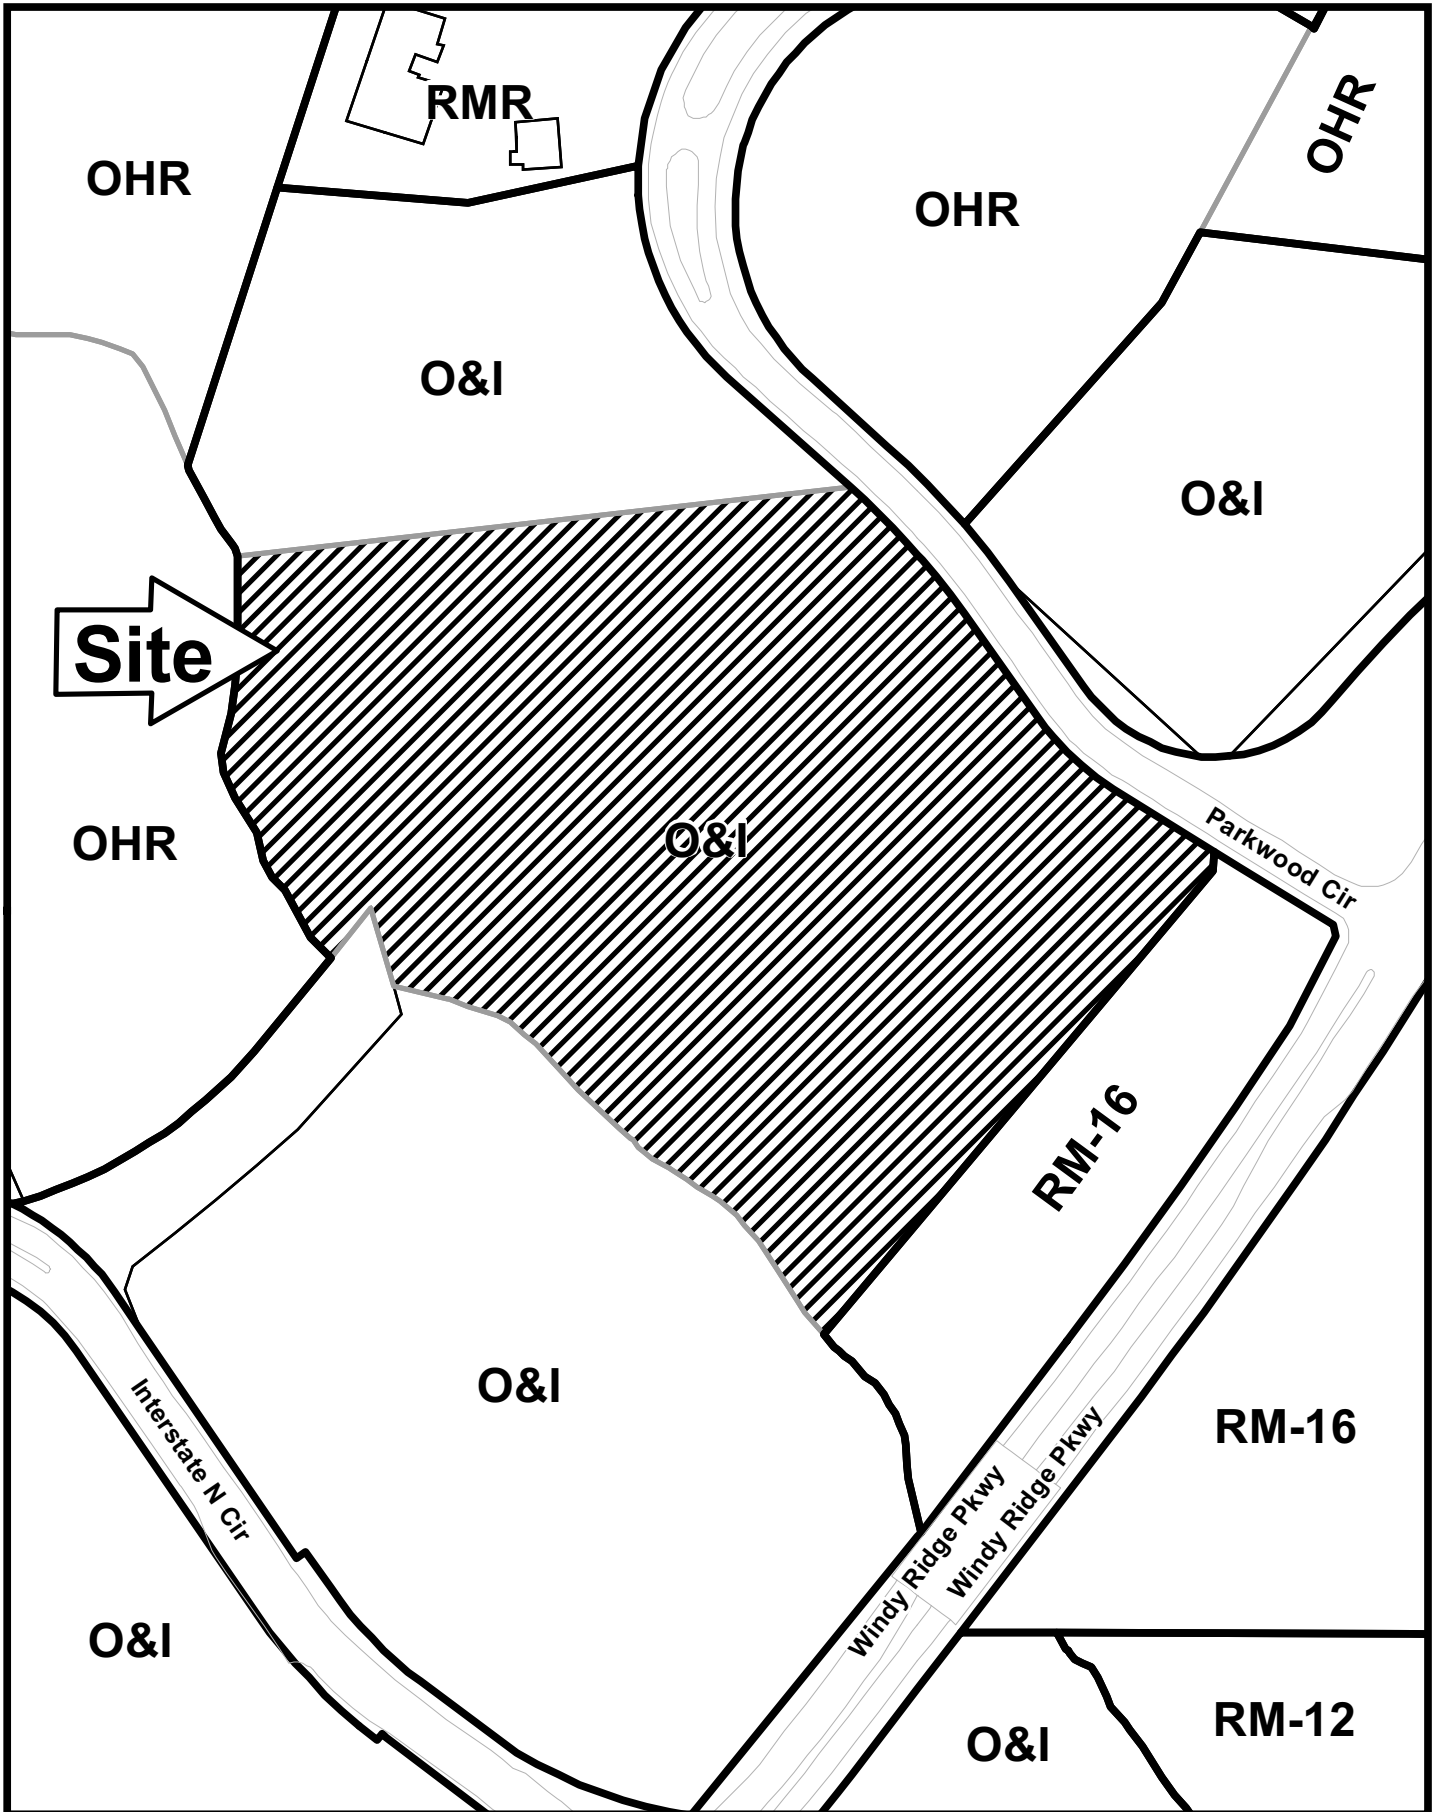 RMR
OHR
OHR
OHR
O&I
O&I
Site
O&I
OHR
Parkwood Cir
RM-16
O&I
Interstate N Cir
RM-16
Windy Ridge Pkwy
Windy Ridge Pkwy
O&I
RM-12
O&I